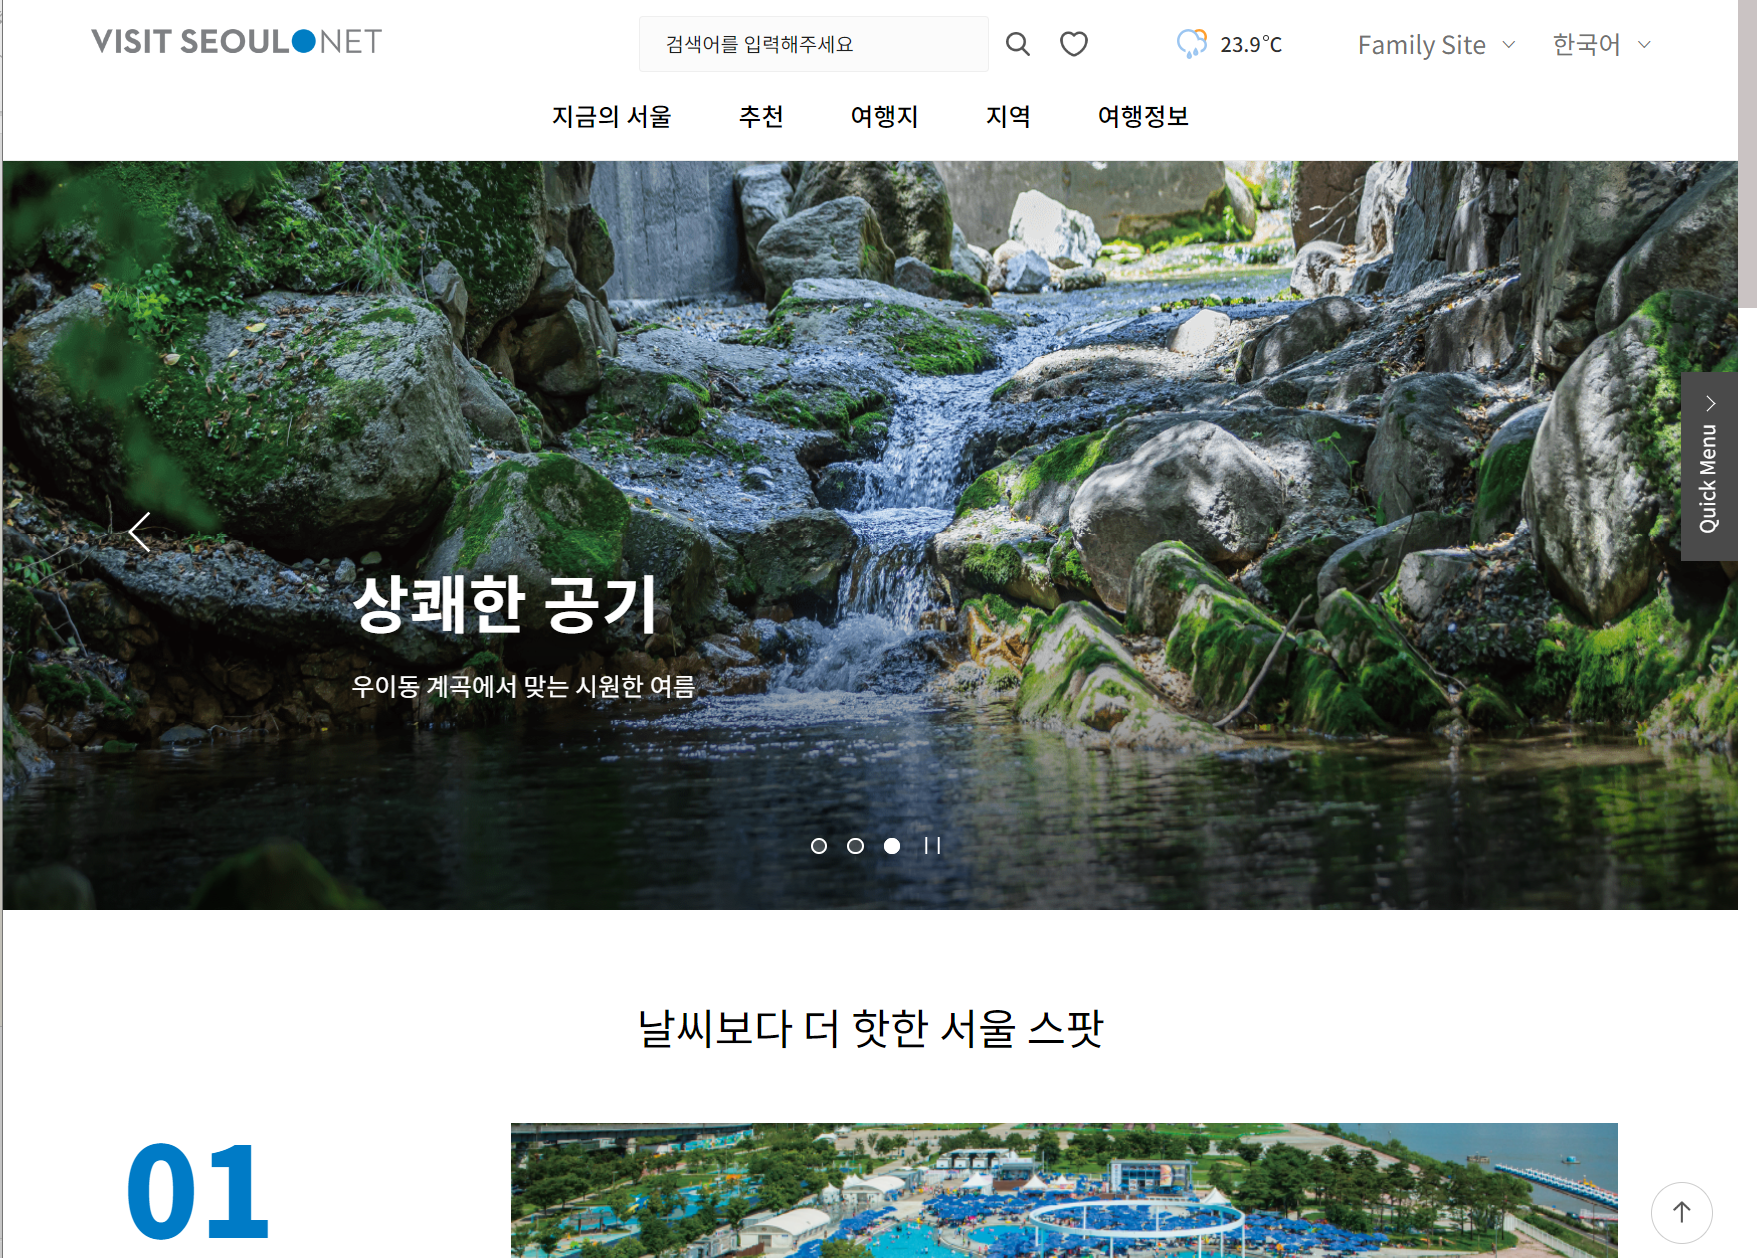 VISIT SEOUL NET
검색어를 입력해주세요
23.9℃
Family Site
한국어
지금의 서울
추천
여행지
지역
여행정보
Quick Menu
상쾌한 공기
우이동 계곡에서 맞는 시원한 여름
날씨보다 더 핫한 서울 스팟
01